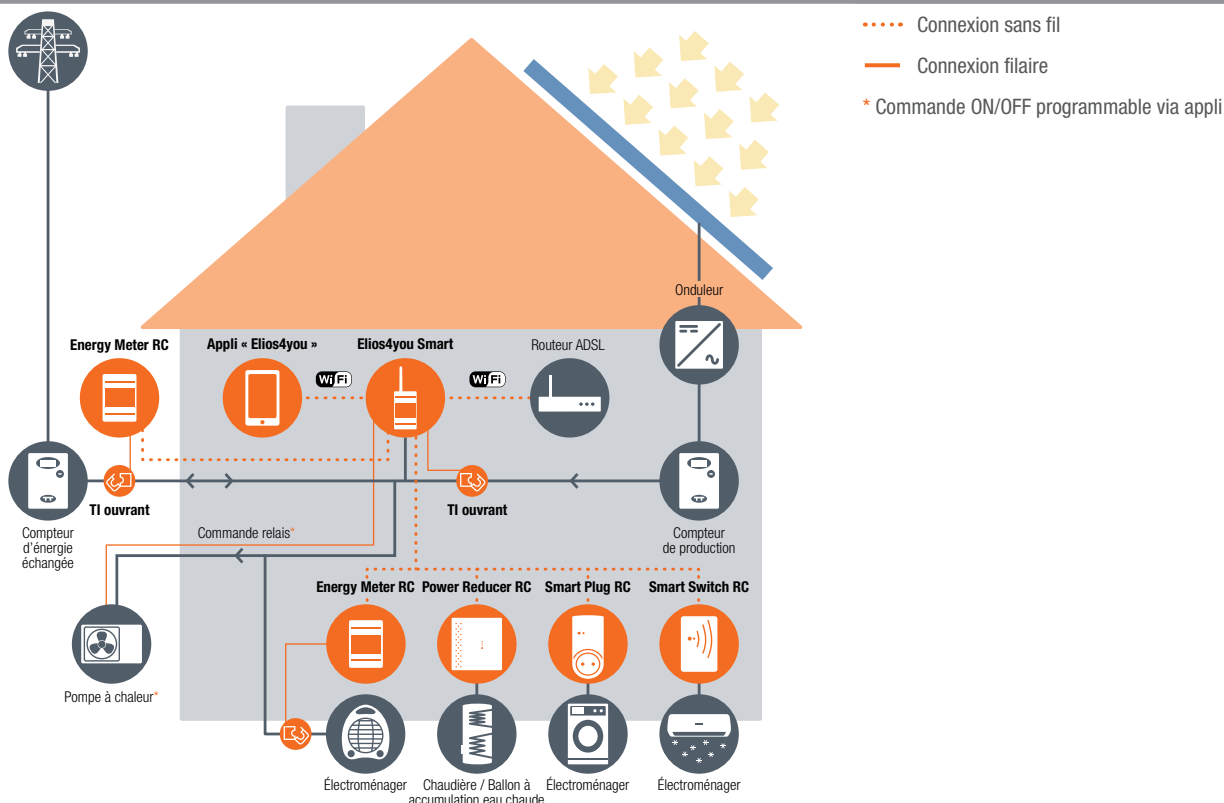 Connexion sans fil
Connexion filaire
* Commande ON/OFF programmable via appli
Onduleur
Energy Meter RC
Appli « Elios4you »
Elios4you Smart
Routeur ADSL
WiFi
WiFi
TI ouvrant
TI ouvrant
Compteur
d'énergie
échangée
Commande relais*
Compteur
de production
Energy Meter RC
Power Reducer RC
Smart Plug RC
Smart Switch RC
Pompe à chaleur*
Électroménager
Chaudière / Ballon à
accumulation eau chaude
Électroménager
Électroménager